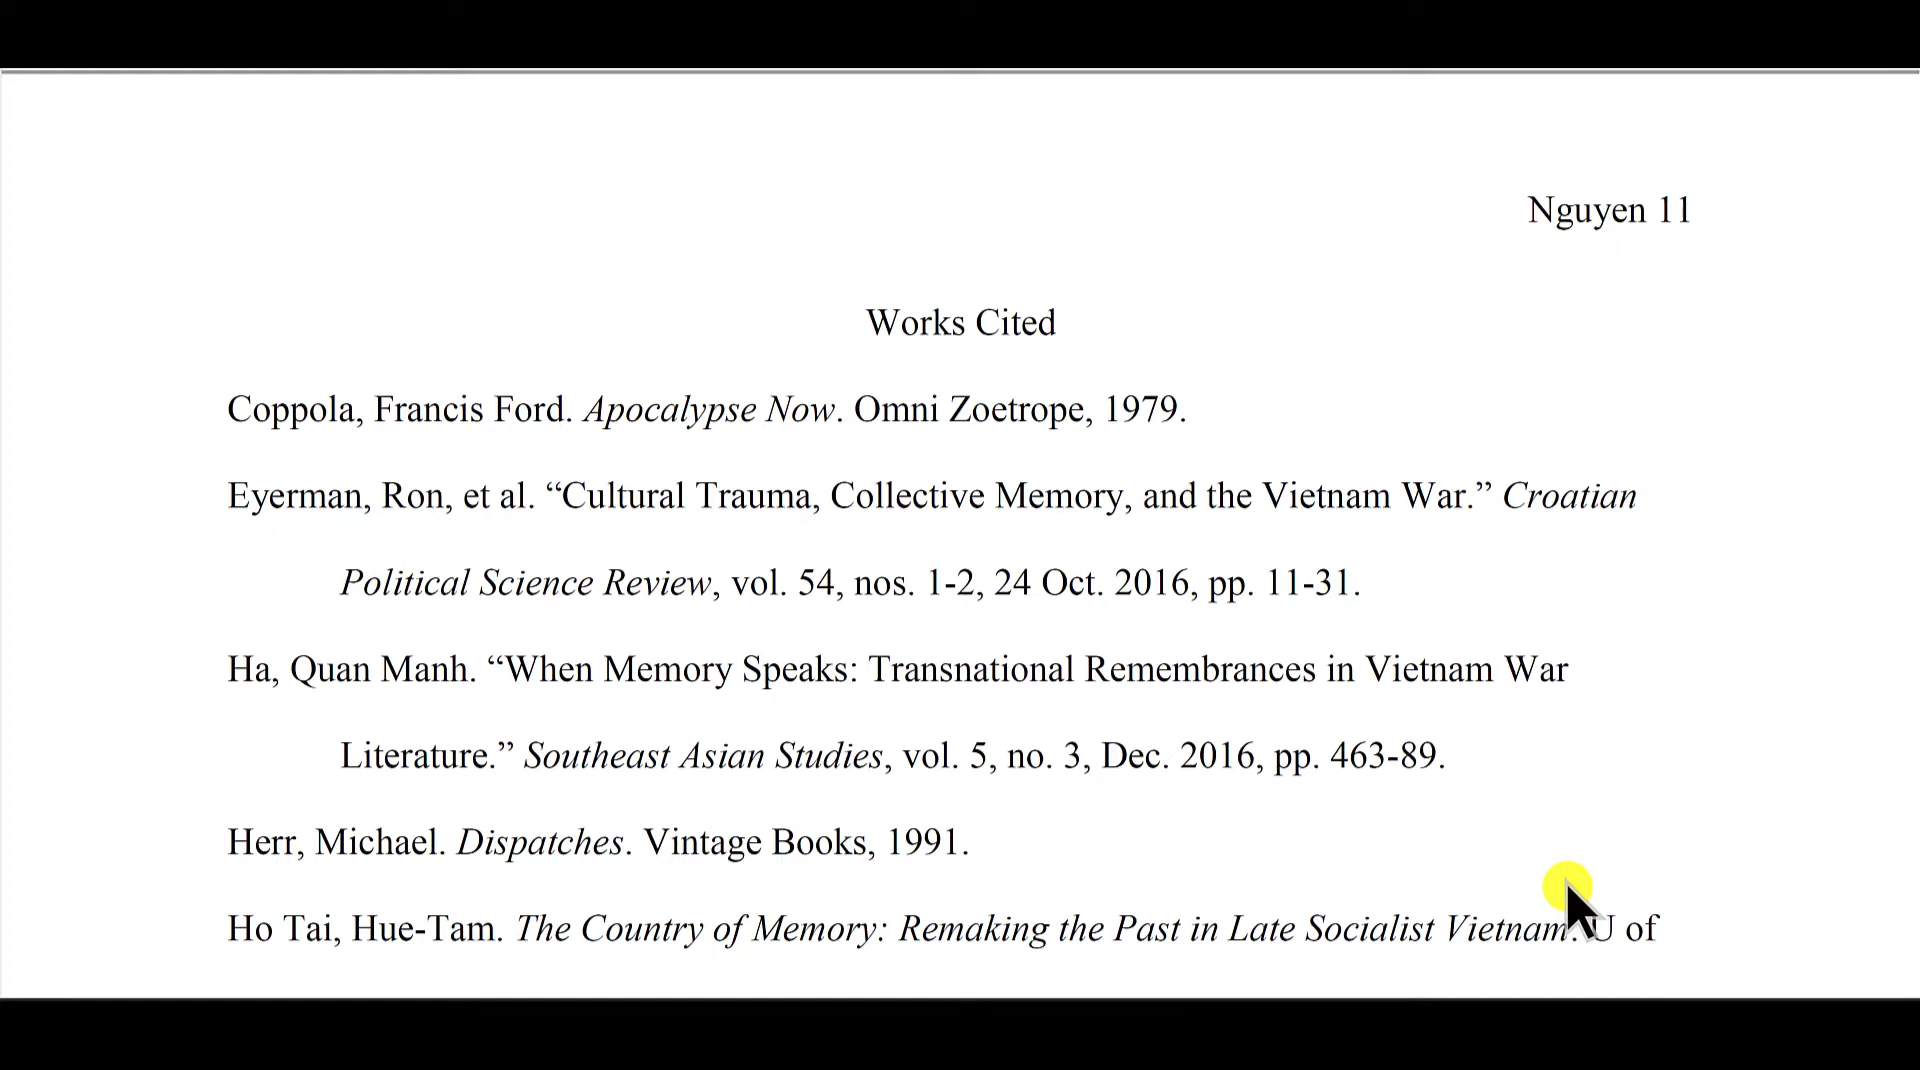 Nguyen 11
Works Cited
Coppola, Francis Ford. Apocalypse Now. Omni Zoetrope, 1979.
Eyerman, Ron, et al. “Cultural Trauma, Collective Memory, and the Vietnam War.” Croatian
Political Science Review, vol. 54, nos. 1-2, 24 Oct. 2016, pp. 11-31.
Ha, Quan Manh. “When Memory Speaks: Transnational Remembrances in Vietnam War
Literature.” Southeast Asian Studies, vol. 5, no. 3, Dec. 2016, pp. 463-89.
Herr, Michael. Dispatches. Vintage Books, 1991.
Ho Tai, Hue-Tam. The Country of Memory: Remaking the Past in Late Socialist Vietnam. U of